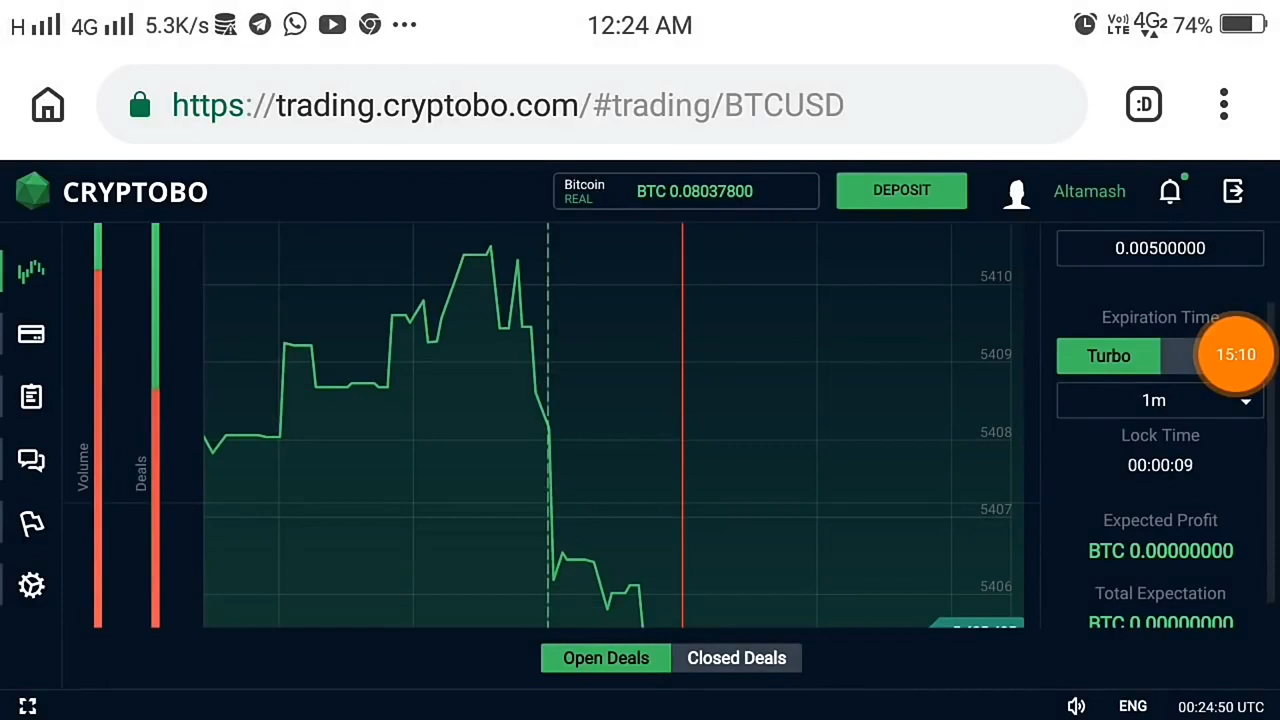 H 4G 5.3K/s 12:24 AM VoI) LTE 4G2 74%
https://trading.cryptobo.com/#trading/BTCUSD :D
CRYPTOBO
Bitcoin
REAL
BTC 0.08037800
DEPOSIT
Altamash
0.00500000
5410
Expiration Time
5409
Turbo
15:10
1m
5408
Lock Time
00:00:09
Volume
Deals
5407
Expected Profit
BTC 0.00000000
5406
Total Expectation
BTC 0.00000000
Open Deals Closed Deals
ENG 00:24:50 UTC